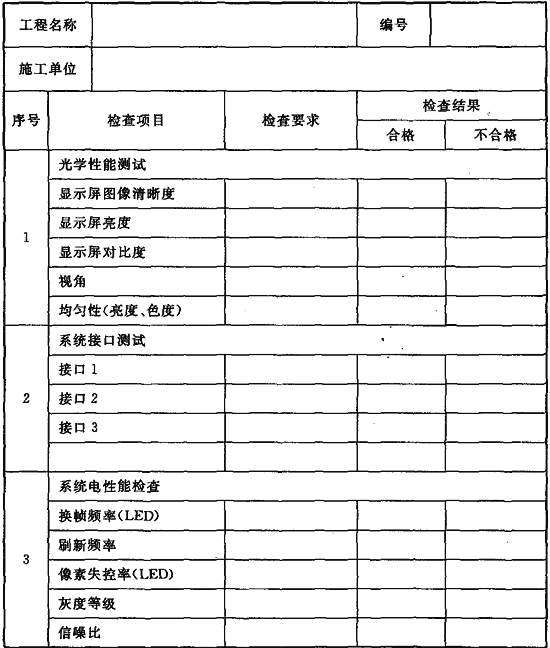 工程名称 编号
施工单位
序号 检查项目 检查要求 检查结果
合格 不合格
1 光学性能测试
显示屏图像清晰度
显示屏亮度
显示屏对比度
视角
均匀性(亮度、色度)
2 系统接口测试
接口1
接口2
接口3
3 系统电性能检查
换帧频率(LED)
刷新频率
像素失控率(LED)
灰度等级
信噪比